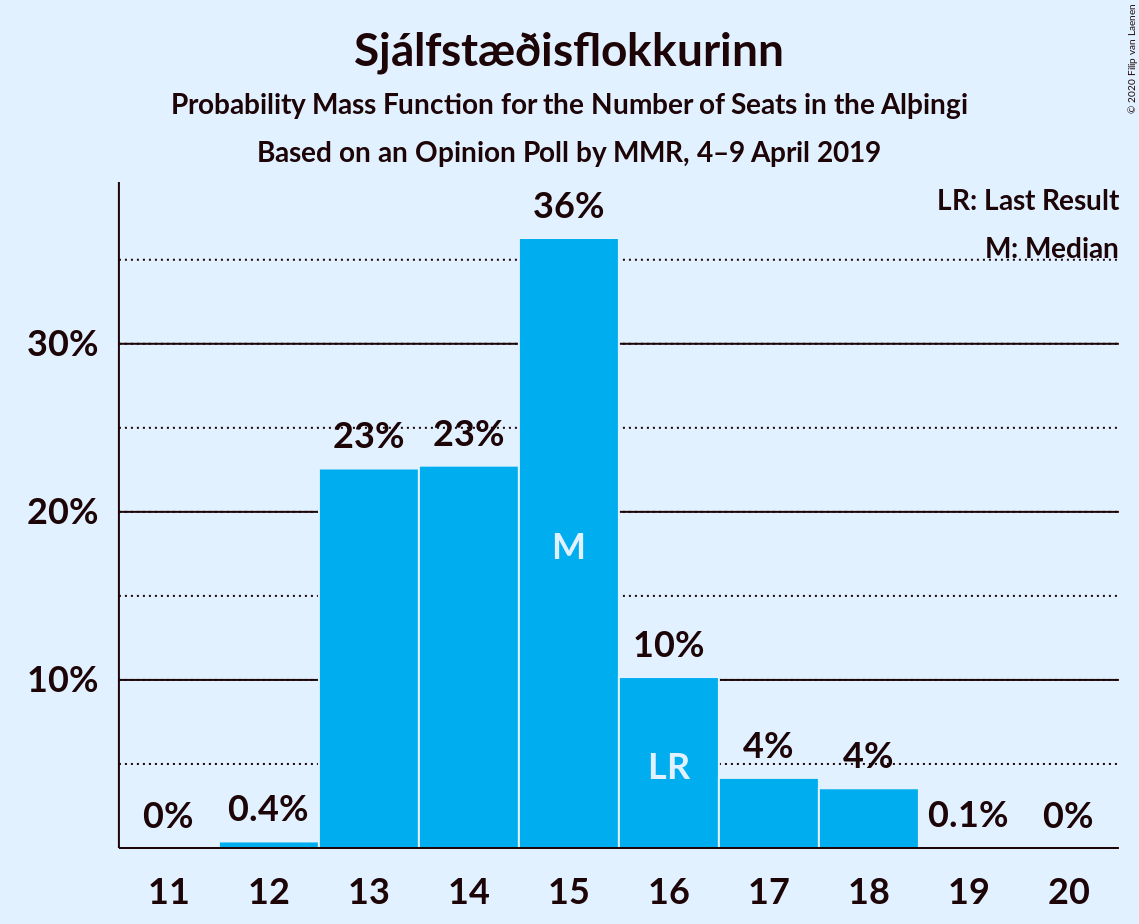 Sjálfstæðisflokkurinn
Probability Mass Function for the Number of Seats in the Alþingi
Based on an Opinion Poll by MMR, 4–9 April 2019
© 2020 Filip van Laenen
LR: Last Result
M: Median
36%
30%
23% 23%
20%
M
10%
10%
4% 4%
LR
0% 0.4% 0.1% 0%
11 12 13 14 15 16 17 18 19 20